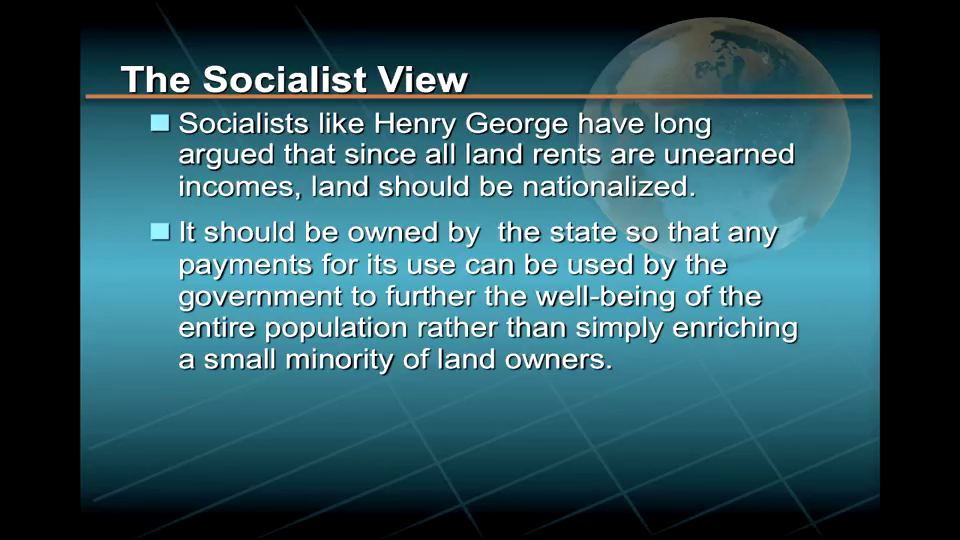 The Socialist View
Socialists like Henry George have long
argued that since all land rents are unearned
incomes, land should be nationalized.
It should be owned by  the state so that any
payments for its use can be used by the
government to further the well-being of the
entire population rather than simply enriching
a small minority of land owners.